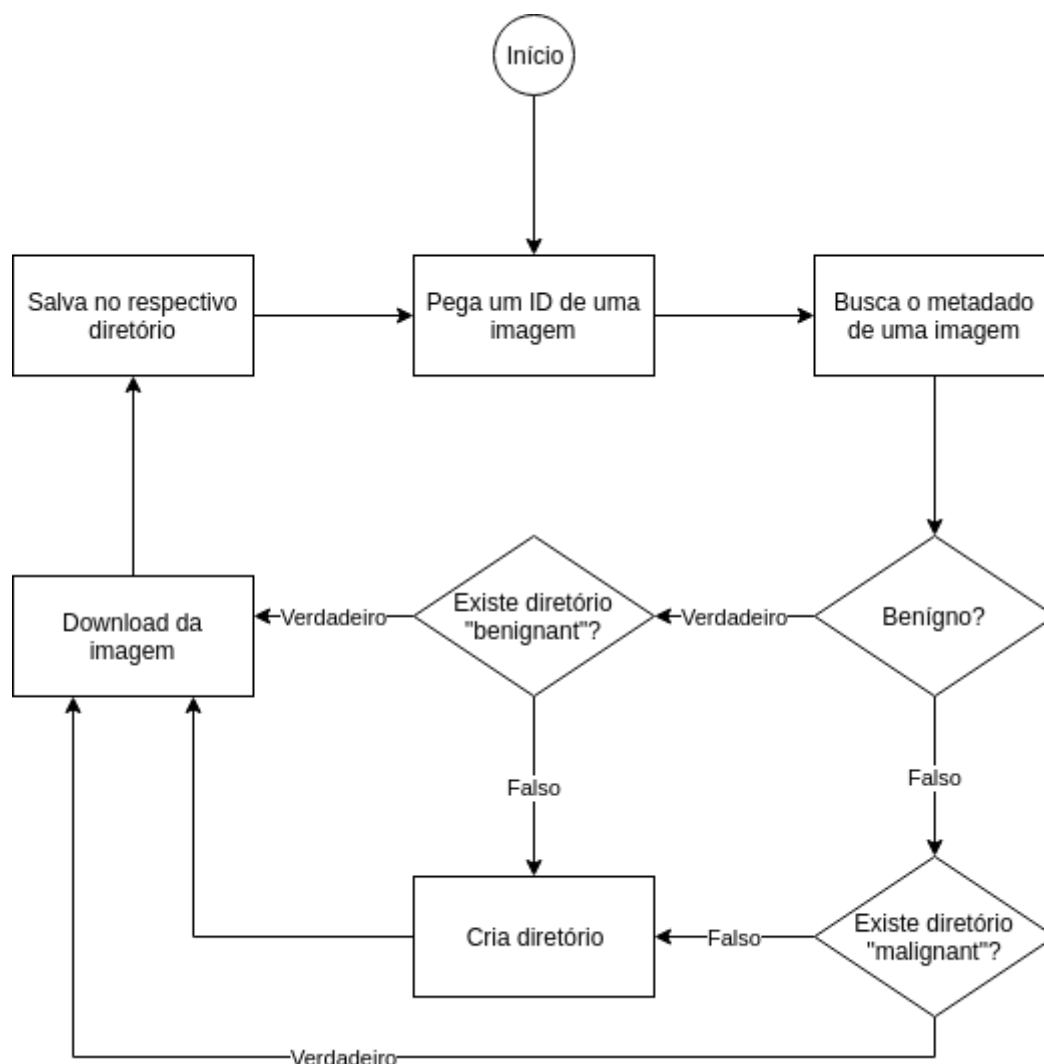 Início
Salva no respectivo
diretório
Pega um ID de uma
imagem
Busca o metadado
de uma imagem
Download da
imagem
Verdadeiro
Existe diretório
"benignant"?
Verdadeiro
Benígno?
Falso
Falso
Cria diretório
Falso
Existe diretório
"malignant"?
Verdadeiro